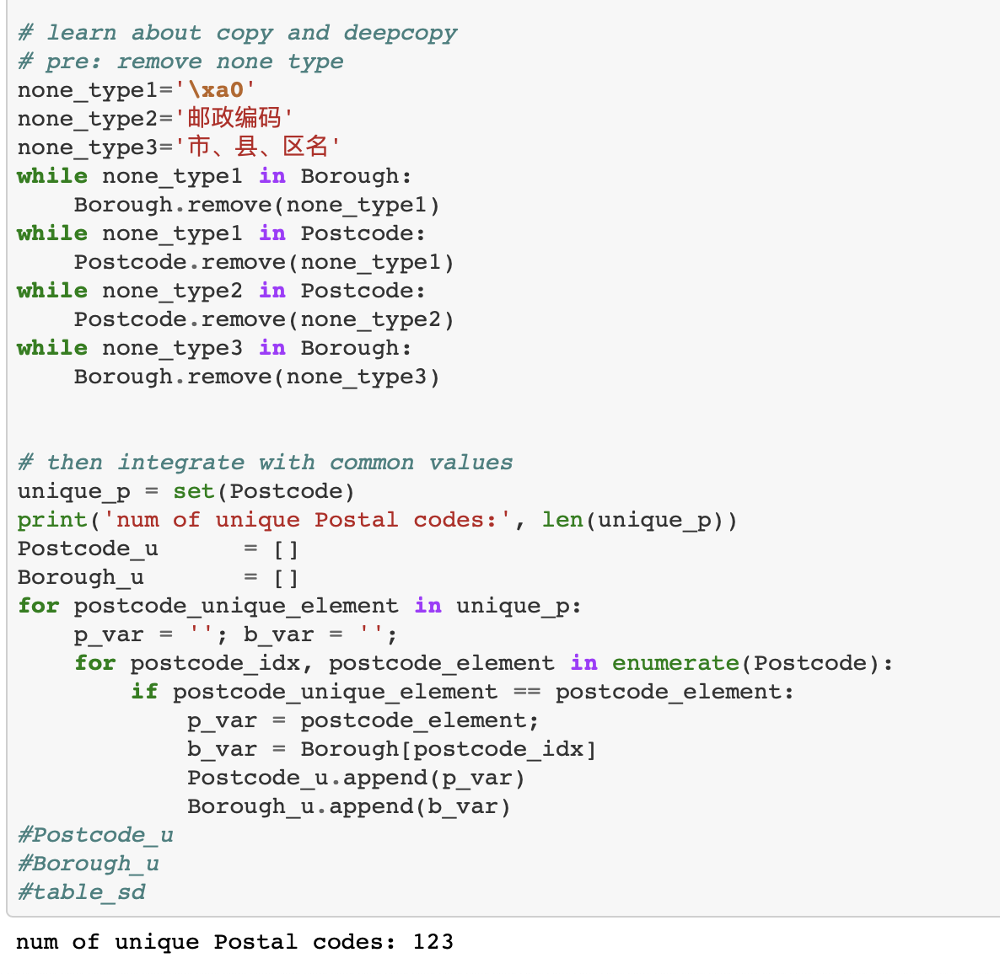 # learn about copy and deepcopy
# pre: remove none type
none_type1='\xa0'
none_type2='邮政编码'
none_type3='市、县、区名'
while none_type1 in Borough:
    Borough.remove(none_type1)
while none_type1 in Postcode:
    Postcode.remove(none_type1)
while none_type2 in Postcode:
    Postcode.remove(none_type2)
while none_type3 in Borough:
    Borough.remove(none_type3)
# then integrate with common values
unique_p = set(Postcode)
print('num of unique Postal codes:', len(unique_p))
Postcode_u      = []
Borough_u       = []
for postcode_unique_element in unique_p:
    p_var = ''; b_var = '';
    for postcode_idx, postcode_element in enumerate(Postcode):
        if postcode_unique_element == postcode_element:
            p_var = postcode_element;
            b_var = Borough[postcode_idx]
            Postcode_u.append(p_var)
            Borough_u.append(b_var)
#Postcode_u
#Borough_u
#table_sd
num of unique Postal codes: 123